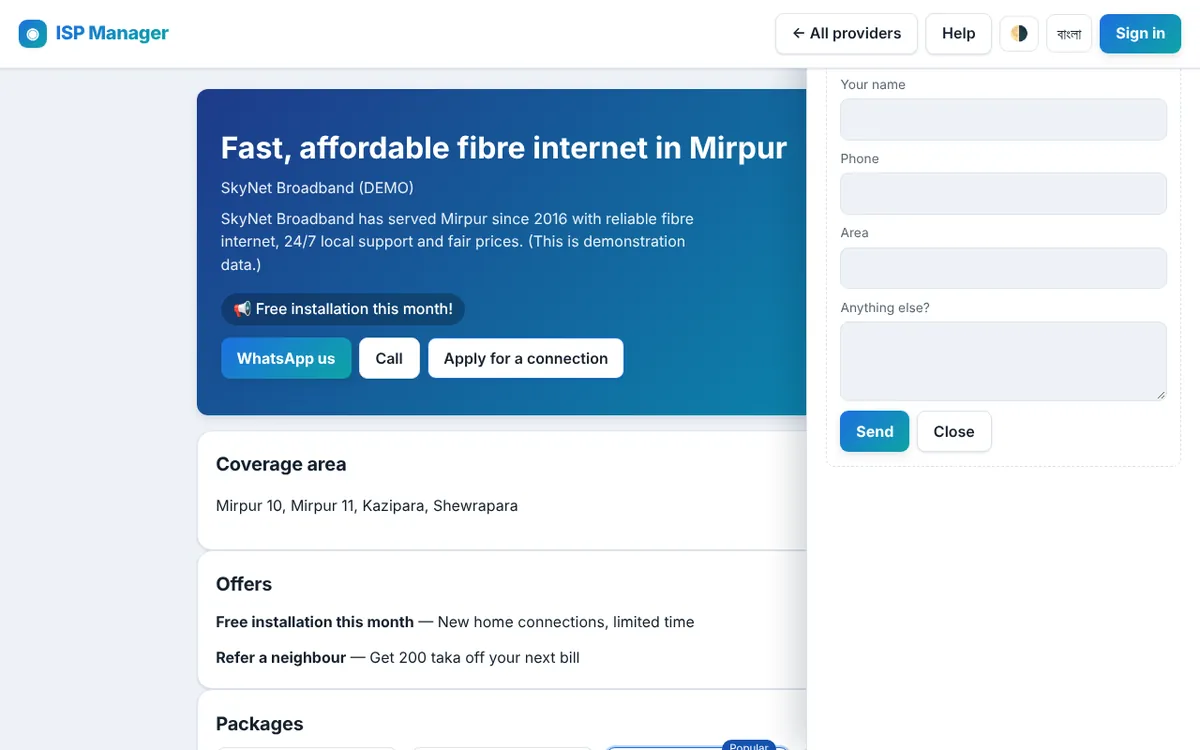 ISP Manager
← All providers
Help
বাংলা
Sign in
Fast, affordable fibre internet in Mirpur
SkyNet Broadband (DEMO)
SkyNet Broadband has served Mirpur since 2016 with reliable fibre
internet, 24/7 local support and fair prices. (This is demonstration
data.)
📢 Free installation this month!
WhatsApp us
Call
Apply for a connection
Coverage area
Mirpur 10, Mirpur 11, Kazipara, Shewrapara
Offers
Free installation this month — New home connections, limited time
Refer a neighbour — Get 200 taka off your next bill
Packages
Popular
Your name
Phone
Area
Anything else?
Send
Close